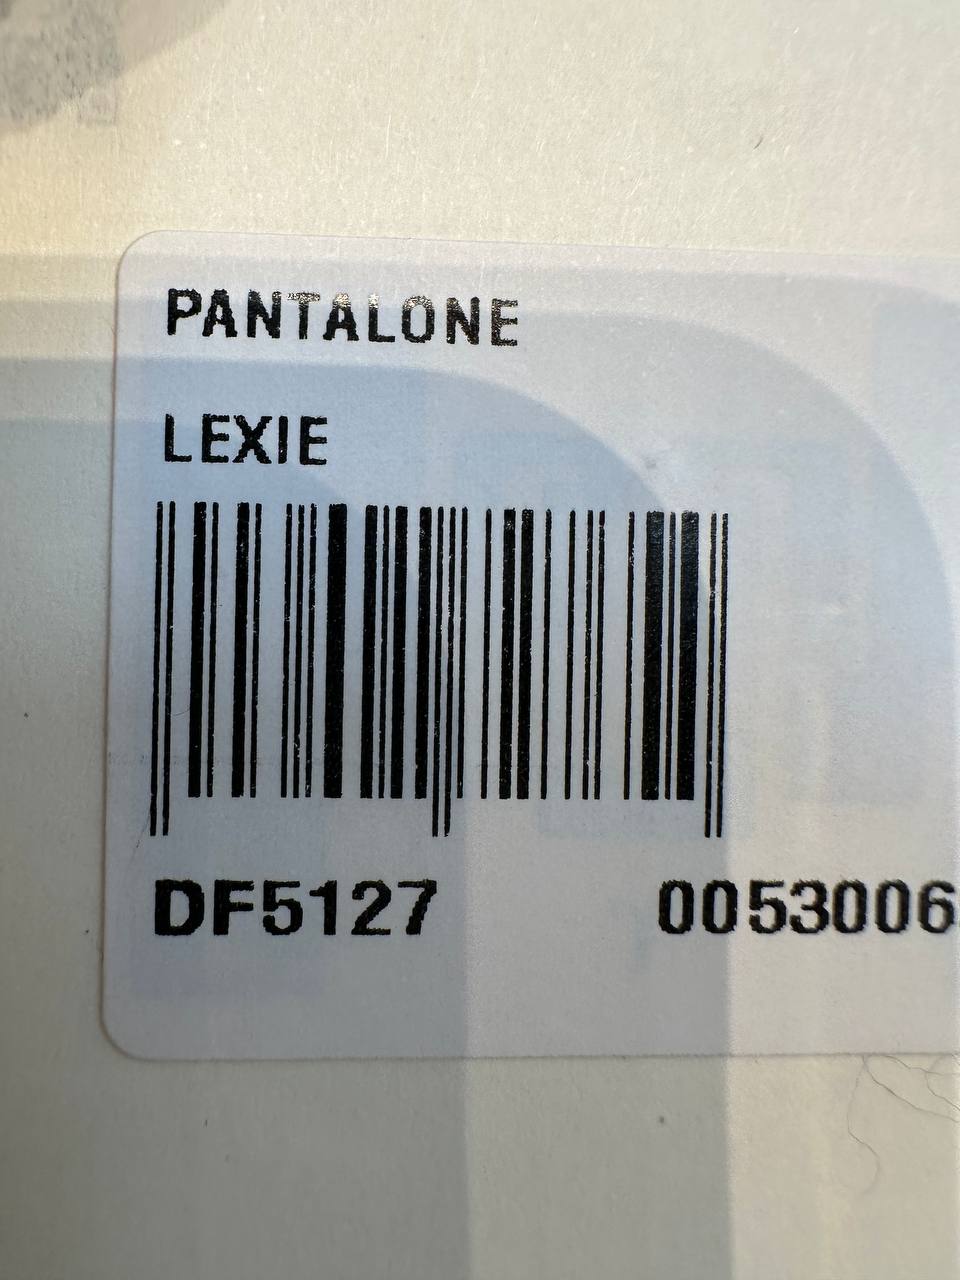 PANTALONE
LEXIE
DF5127 0053006